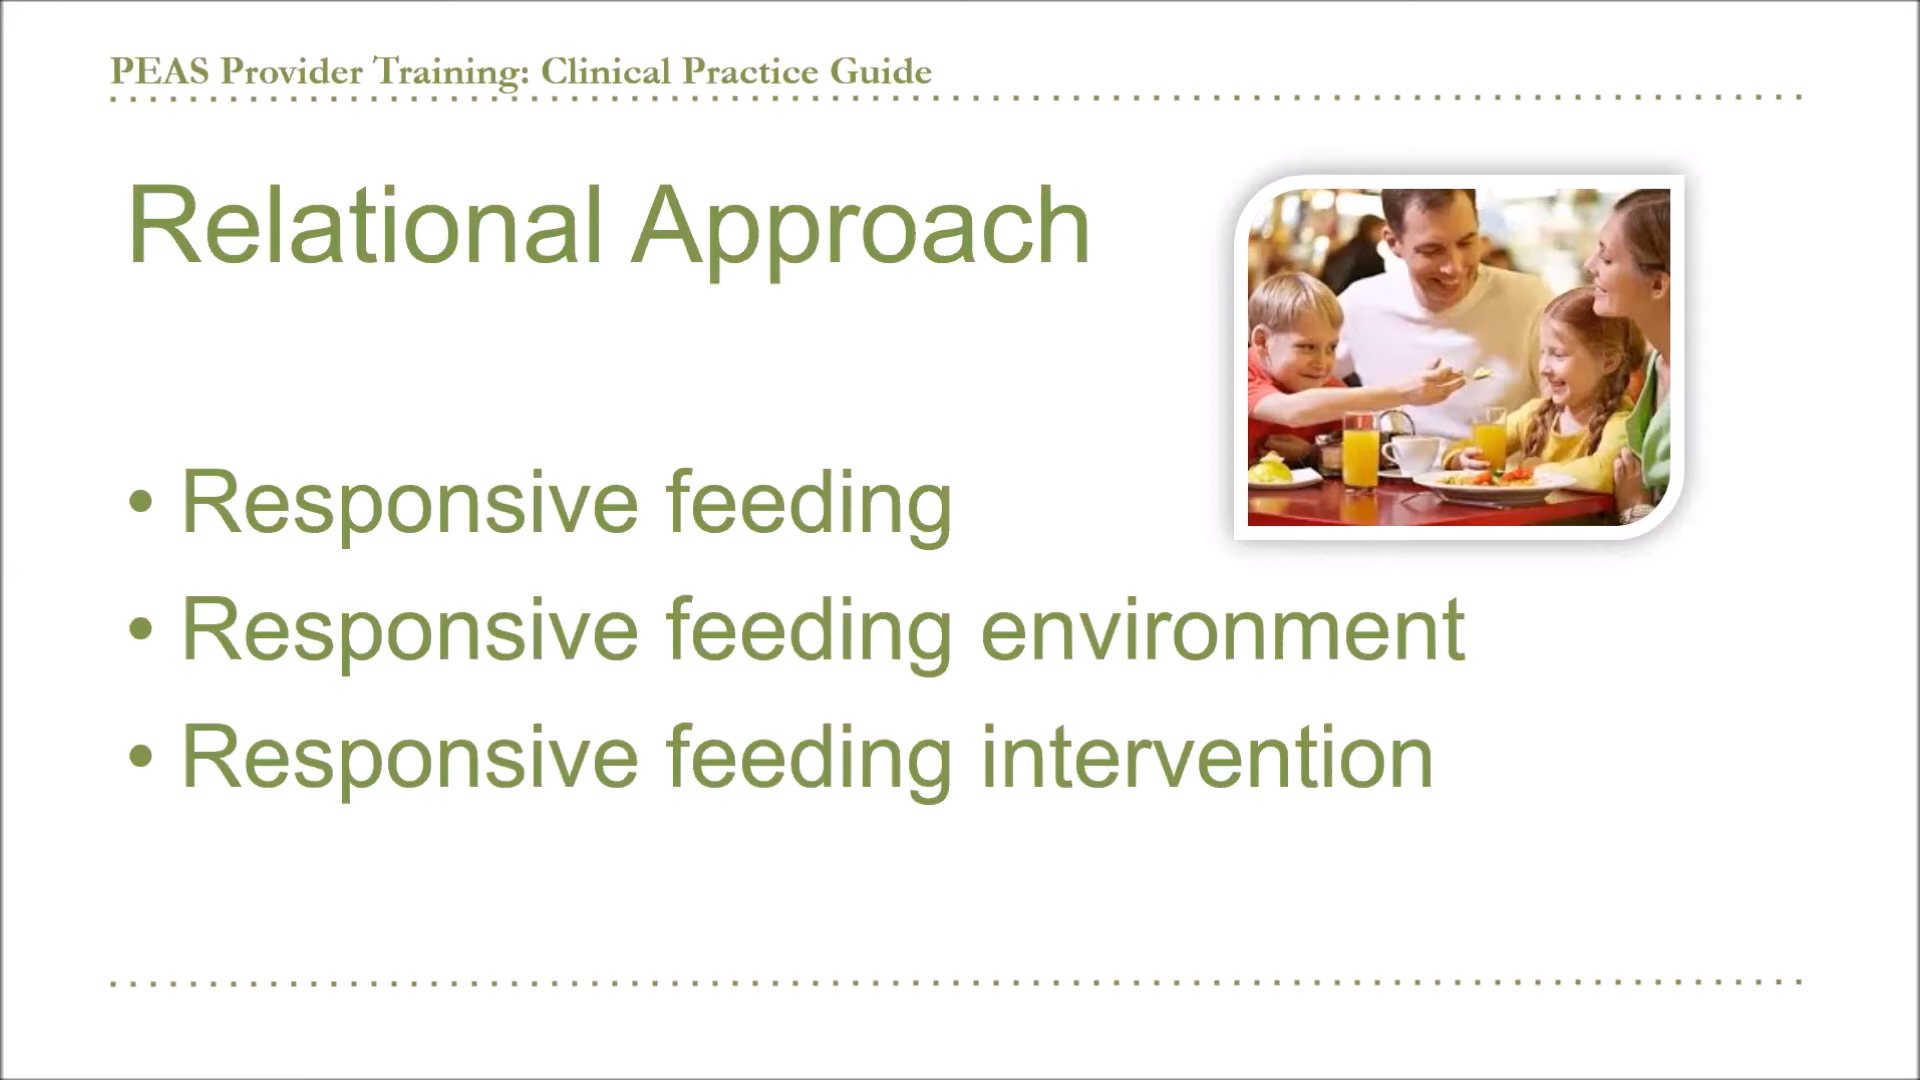 PEAS Provider Training: Clinical Practice Guide
Relational Approach
• Responsive feeding
• Responsive feeding environment
• Responsive feeding intervention